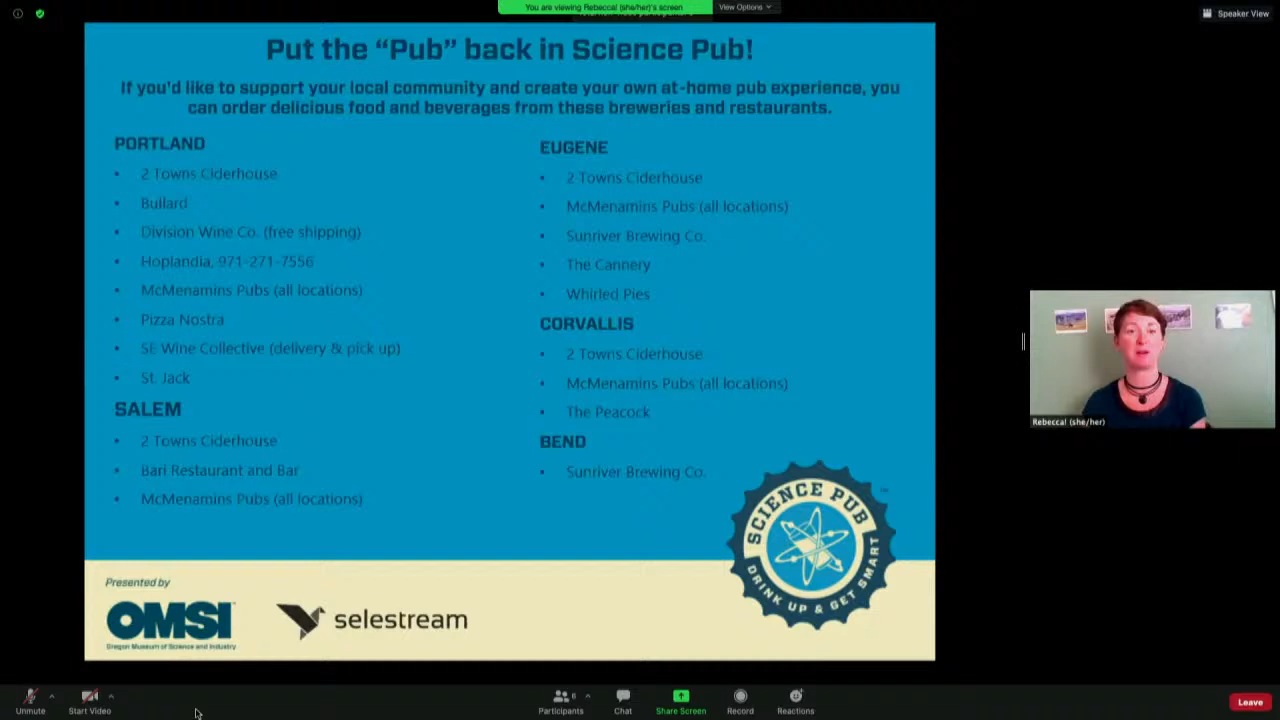 You are viewing Rebecca! (she/her)'s screen
View Options
Speaker View
Put the “Pub” back in Science Pub!
If you'd like to support your local community and create your own at-home pub experience, you
can order delicious food and beverages from these breweries and restaurants.
PORTLAND
• 2 Towns Ciderhouse
• Bullard
• Division Wine Co. (free shipping)
• Hoplandia, 971-271-7556
• McMenamins Pubs (all locations)
• Pizza Nostra
• SE Wine Collective (delivery & pick up)
• St. Jack
SALEM
• 2 Towns Ciderhouse
• Bari Restaurant and Bar
• McMenamins Pubs (all locations)
EUGENE
• 2 Towns Ciderhouse
• McMenamins Pubs (all locations)
• Sunriver Brewing Co.
• The Cannery
• Whirled Pies
CORVALLIS
• 2 Towns Ciderhouse
• McMenamins Pubs (all locations)
• The Peacock
BEND
• Sunriver Brewing Co.
SCIENCE PUB
DRINK UP & GET SMART
Presented by
OMSI
Oregon Museum of Science and Industry
selestream
Rebecca! (she/her)
Unmute
Start Video
6
Participants
Chat
Share Screen
Record
Reactions
Leave